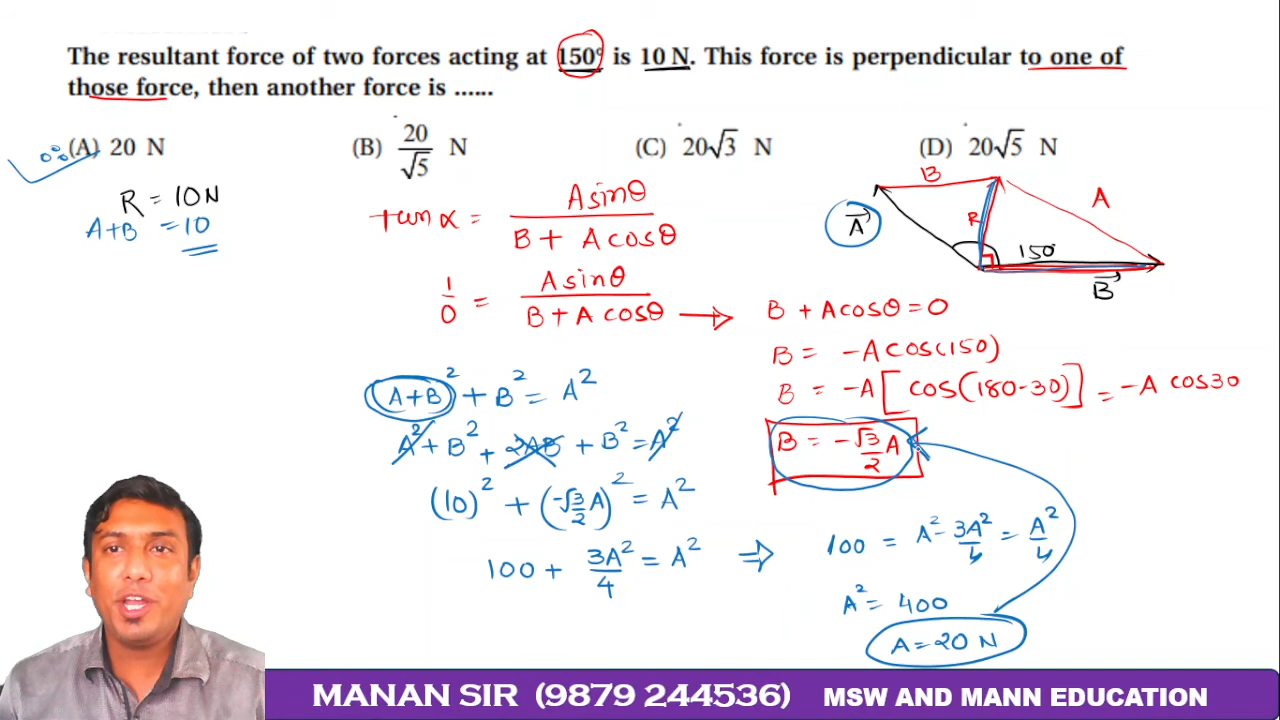 The resultant force of two forces acting at 150° is 10 N. This force is perpendicular to one of
those force, then another force is ......
(A) 20 N
(B) 20/√5 N
(C) 20√3 N
(D) 20√5 N
R = 10N
A+B = 10
tan α = A sinθ / B + A cosθ
1/0 = A sinθ / B + A cosθ → B + A cosθ = 0
B = -A cos(150)
B = -A [cos(180-30)] = -A cos30
B = -√3/2 A
A+B² + B² = A²
A² + B² + 2AB + B² = A²
(10)² + (-√3/2 A)² = A²
100 + 3A²/4 = A² ⇒ 100 = A² - 3A²/4 = A²/4
A² = 400
A = 20 N
B
A
R
A
150
B
MANAN SIR (9879 244536) MSW AND MANN EDUCATION